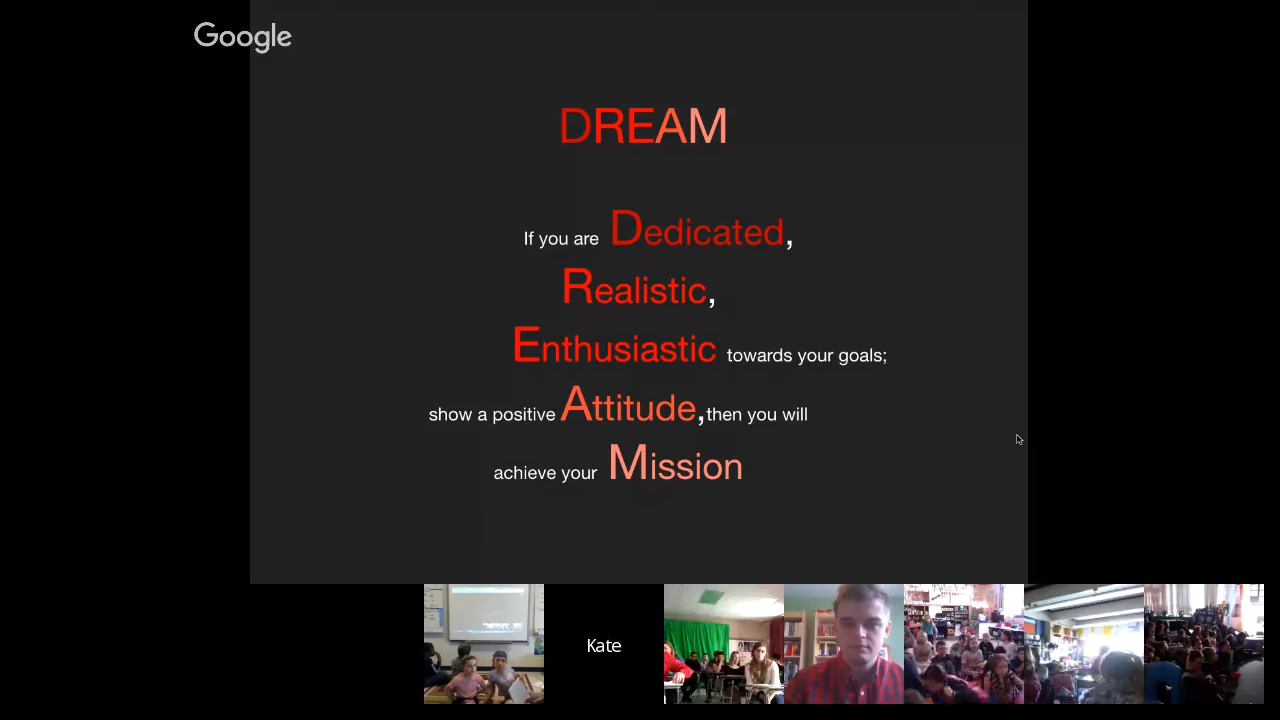 Google
DREAM
If you are Dedicated,
Realistic,
Enthusiastic towards your goals;
show a positive Attitude,then you will
achieve your Mission
Kate